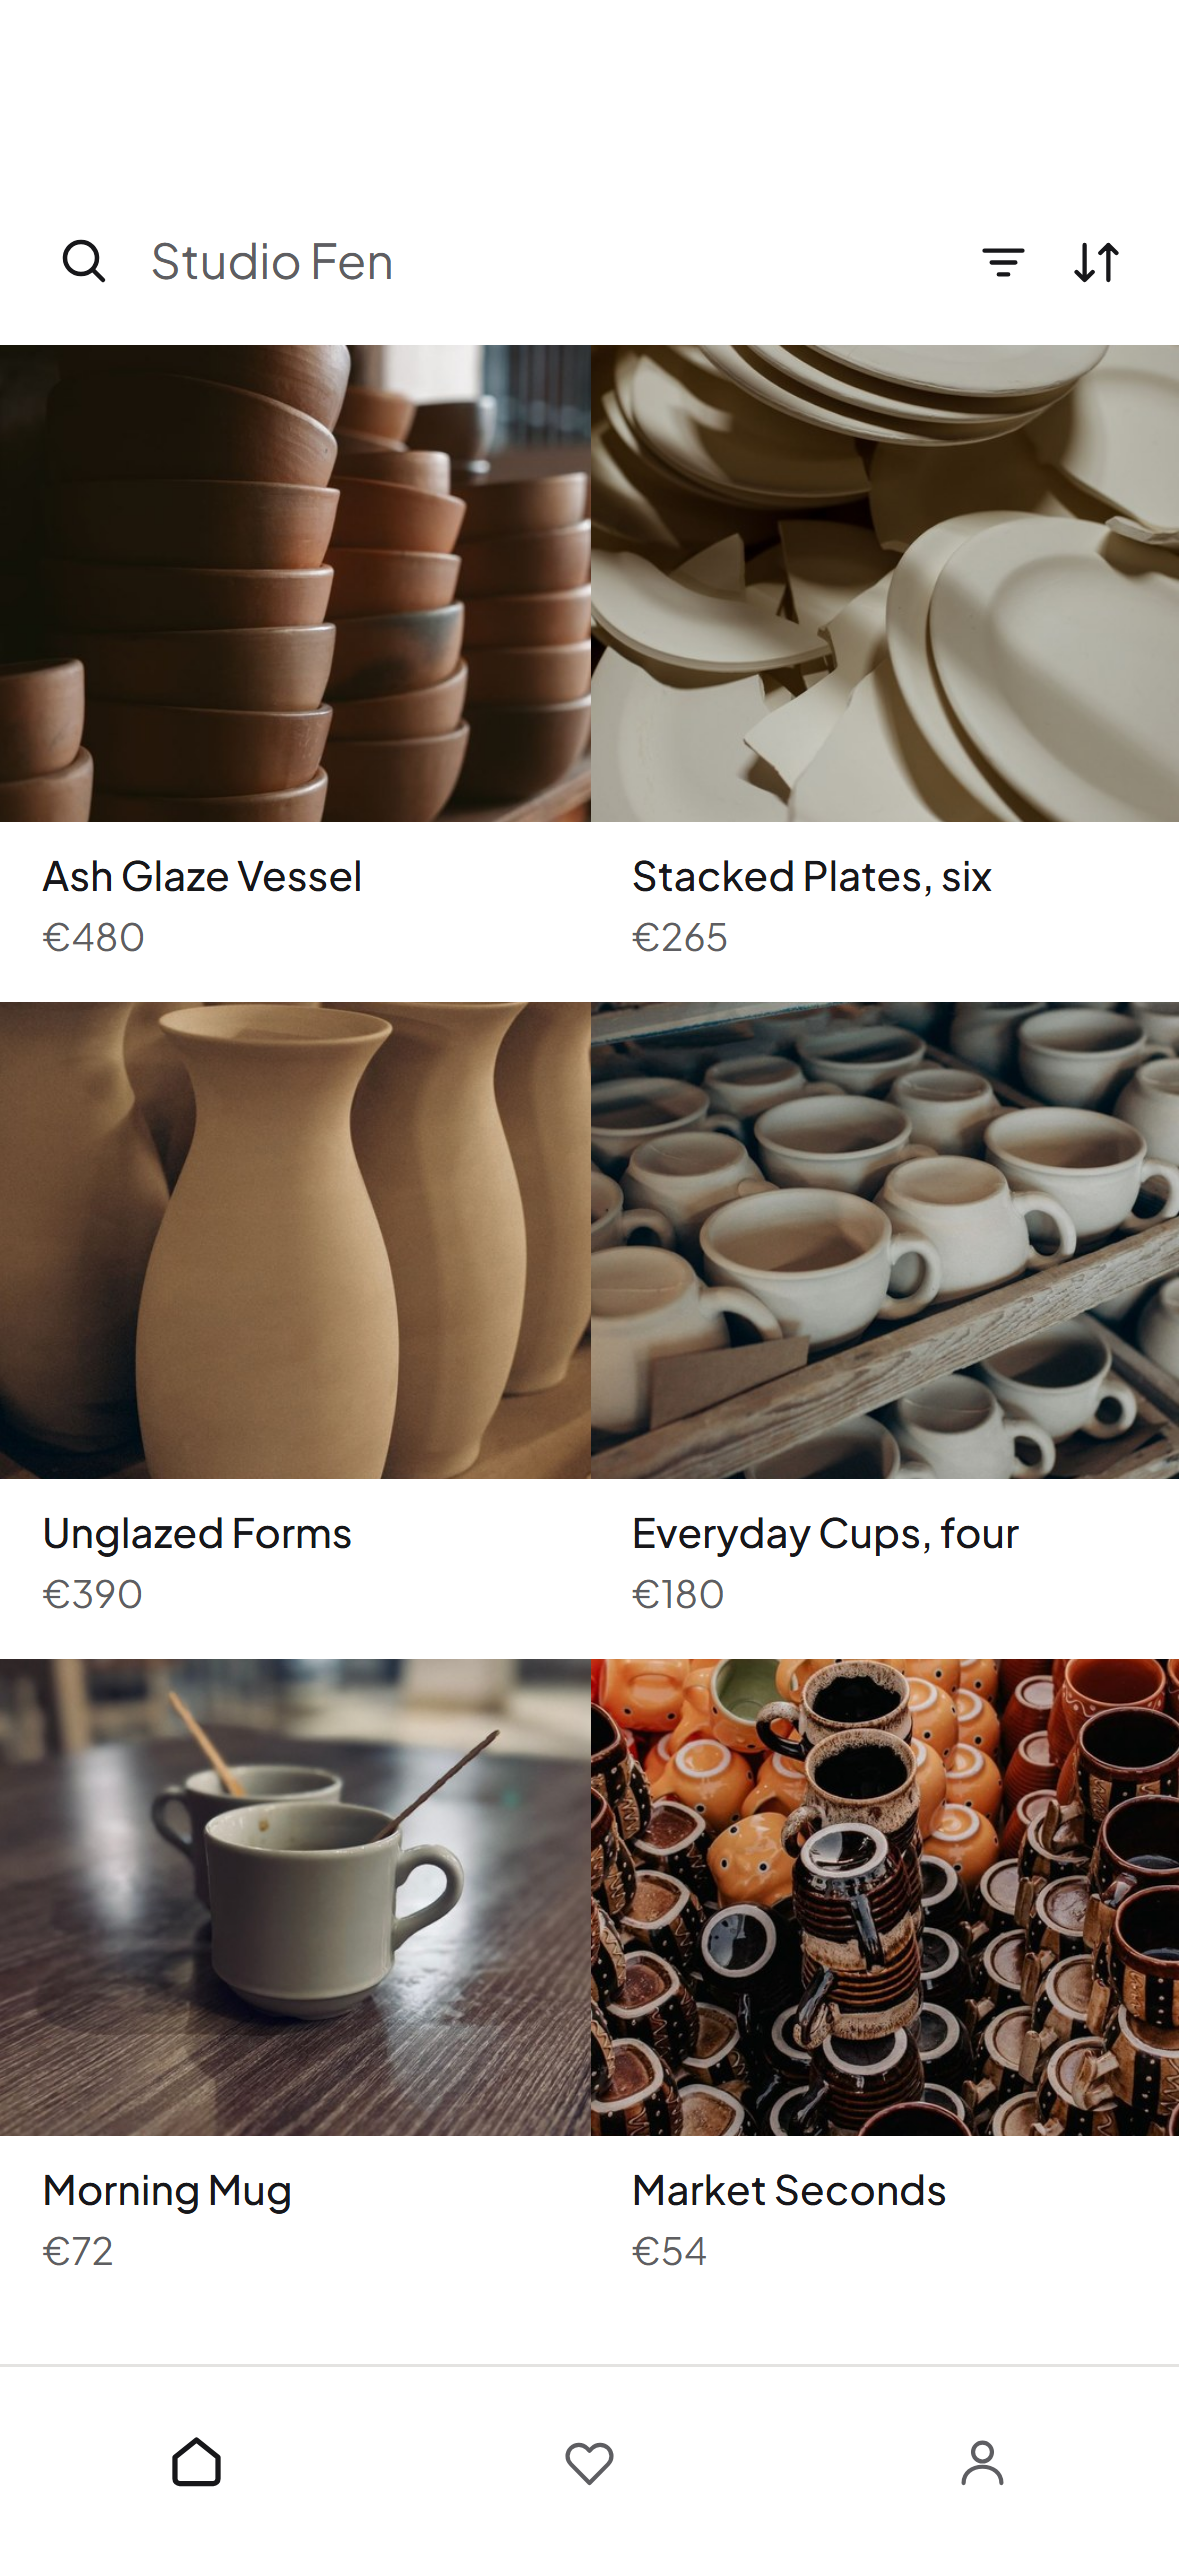 Studio Fen
Ash Glaze Vessel
€480
Stacked Plates, six
€265
Unglazed Forms
€390
Everyday Cups, four
€180
Morning Mug
€72
Market Seconds
€54